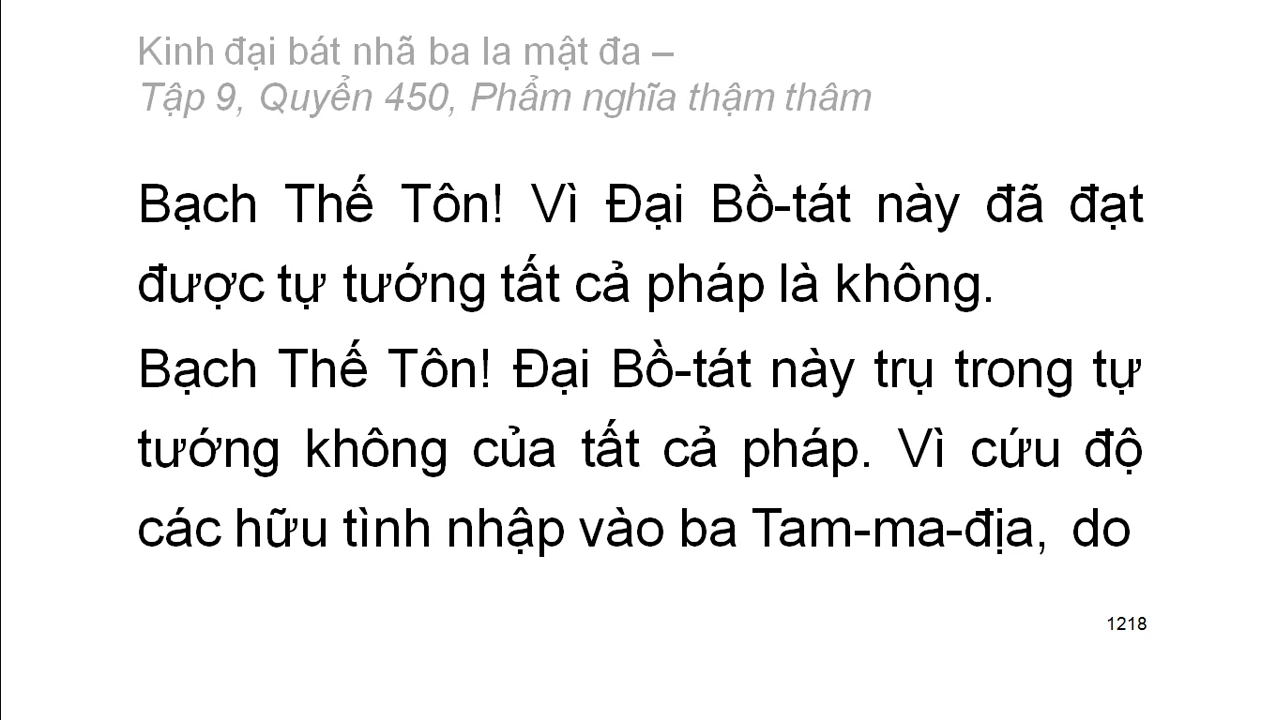 Kinh đại bát nhã ba la mật đa –
Tập 9, Quyển 450, Phẩm nghĩa thậm thâm
Bạch Thế Tôn! Vì Đại Bồ-tát này đã đạt
được tự tướng tất cả pháp là không.
Bạch Thế Tôn! Đại Bồ-tát này trụ trong tự
tướng không của tất cả pháp. Vì cứu độ
các hữu tình nhập vào ba Tam-ma-địa, do
1218